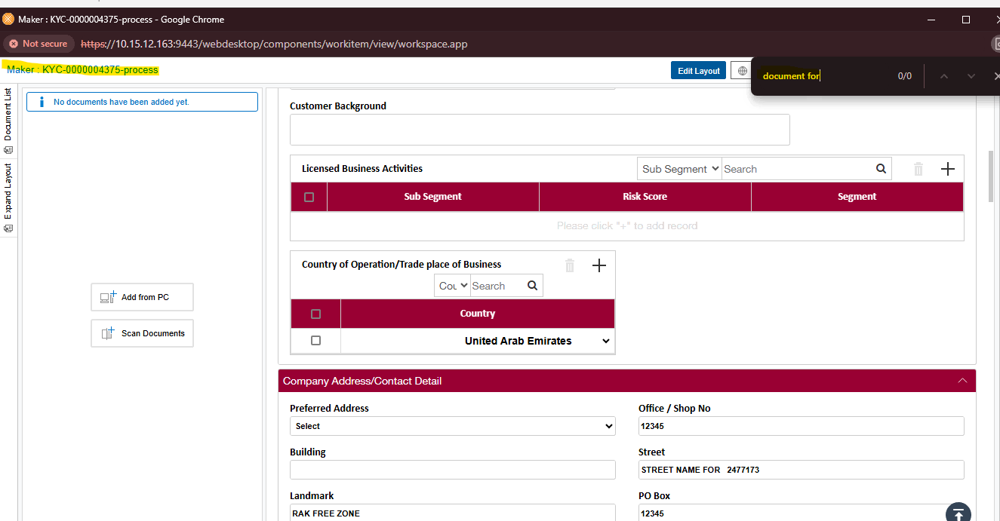 Maker : KYC-0000004375-process - Google Chrome
Not secure https://10.15.12.163:9443/webdesktop/components/workitem/view/workspace.app
Maker : KYC-0000004375-process
Edit Layout
document for 0/0
Document List
Expand Layout
No documents have been added yet.
Add from PC
Scan Documents
Customer Background
Licensed Business Activities Sub Segment Search
Sub Segment Risk Score Segment
Please click "+" to add record
Country of Operation/Trade place of Business
Cou Search
Country
United Arab Emirates
Company Address/Contact Detail
Preferred Address Office / Shop No
Select 12345
Building Street
STREET NAME FOR 2477173
Landmark PO Box
RAK FREE ZONE 12345